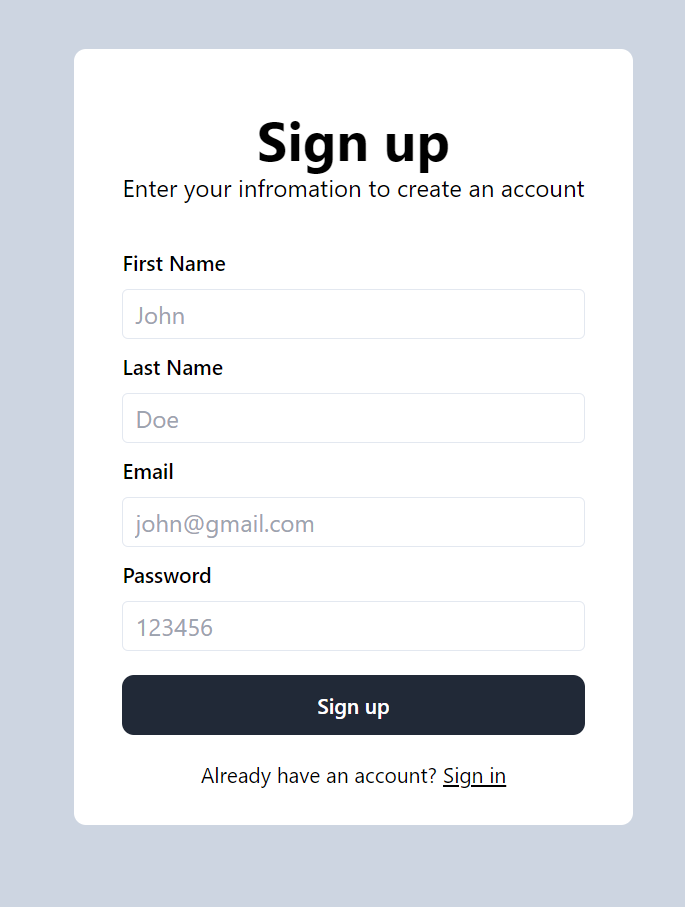 Sign up
Enter your infromation to create an account
First Name
John
Last Name
Doe
Email
john@gmail.com
Password
123456
Sign up
Already have an account? Sign in